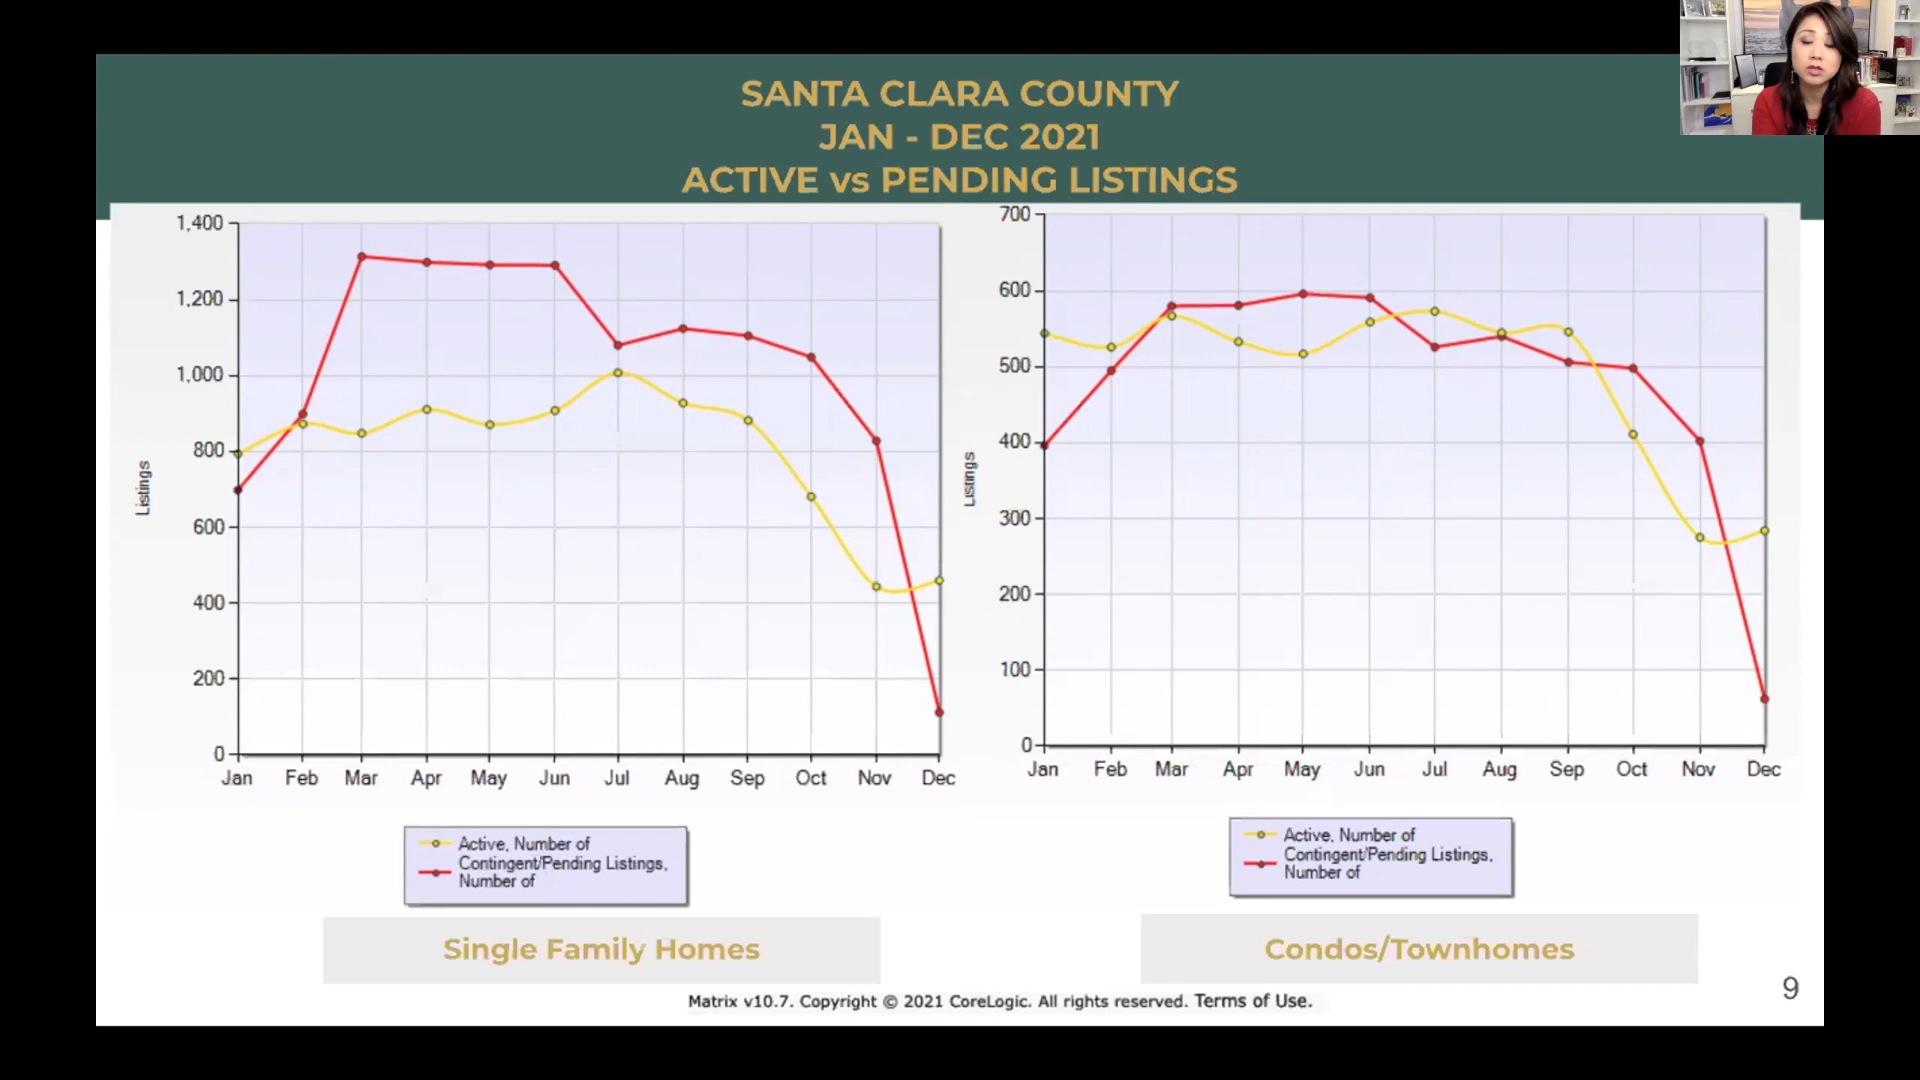 SANTA CLARA COUNTY
JAN - DEC 2021
ACTIVE vs PENDING LISTINGS
1,400
1,200
1,000
800
600
400
200
0
Listings
Jan Feb Mar Apr May Jun Jul Aug Sep Oct Nov Dec
Active, Number of
Contingent/Pending Listings,
Number of
Single Family Homes
700
600
500
400
300
200
100
0
Listings
Jan Feb Mar Apr May Jun Jul Aug Sep Oct Nov Dec
Active, Number of
Contingent/Pending Listings,
Number of
Condos/Townhomes
Matrix v10.7. Copyright © 2021 CoreLogic. All rights reserved. Terms of Use.
9